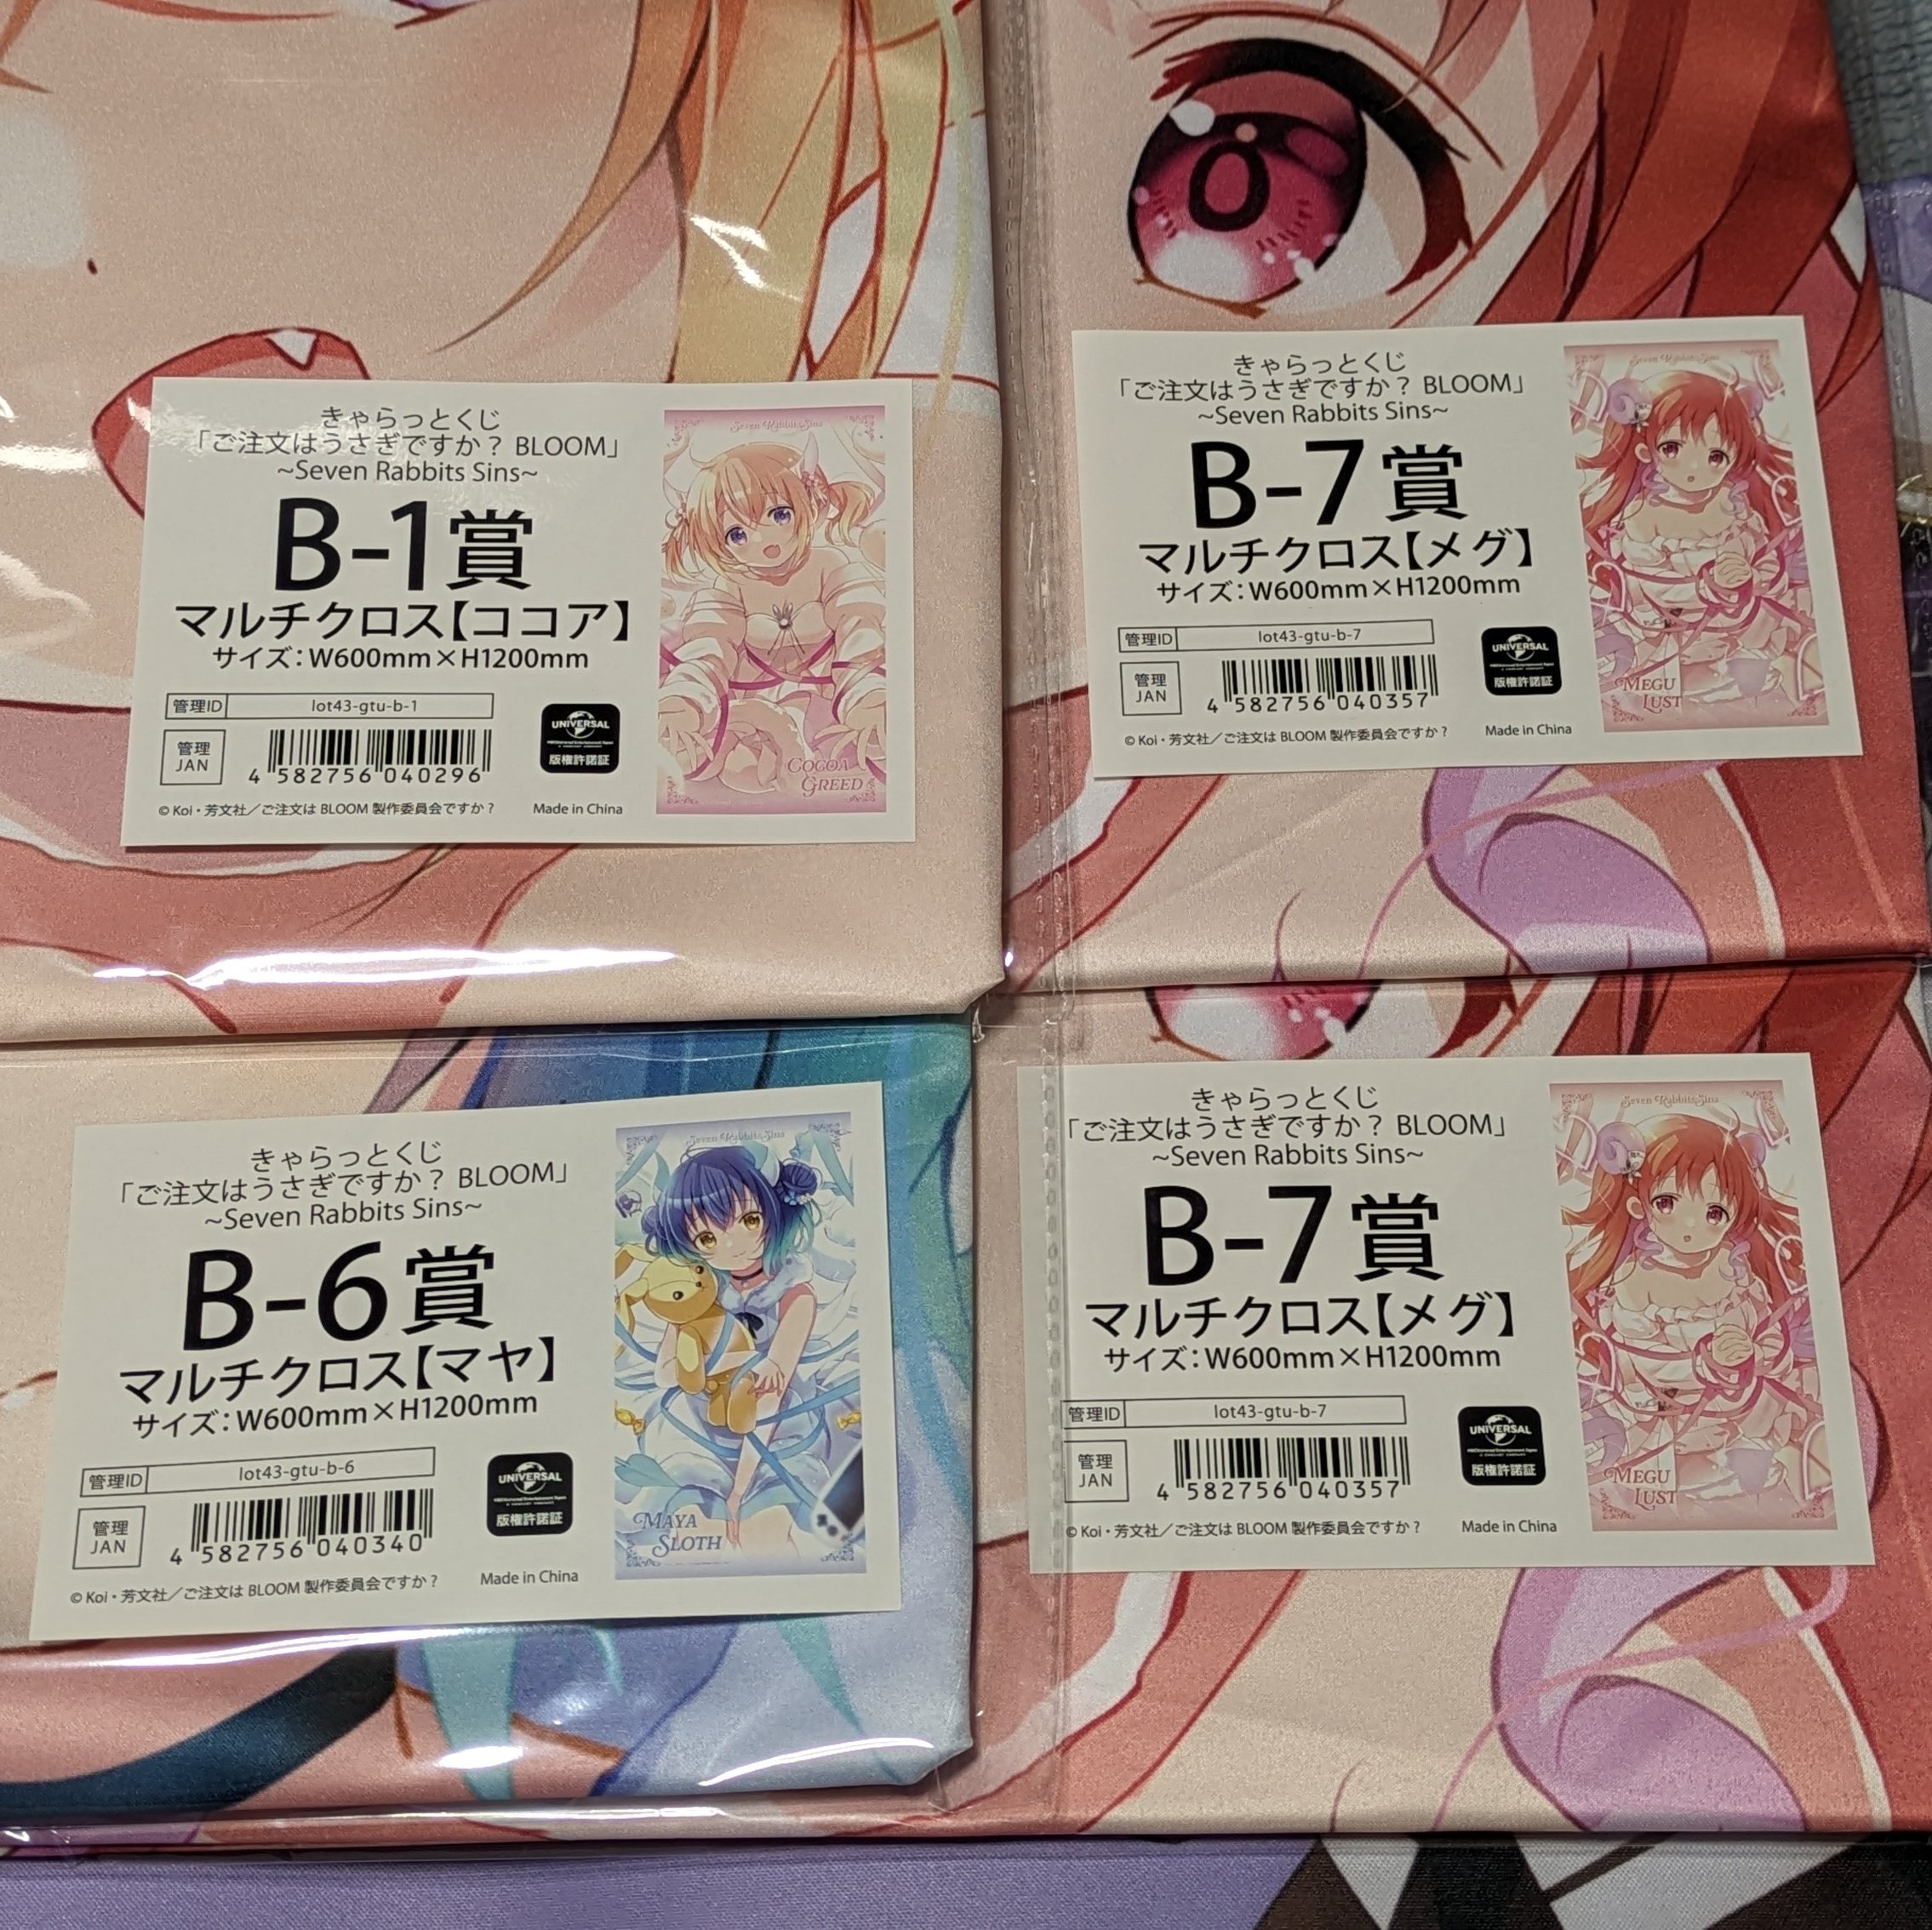 きゃらっとくじ
「ご注文はうさぎですか？ BLOOM」
~Seven Rabbits Sins~
B-1賞
マルチクロス【ココア】
サイズ：W600mm×H1200mm
管理ID lot43-gtu-b-1
管理
JAN
4 582756 040296
UNIVERSAL
版権許諾証
© Koi・芳文社／ご注文は BLOOM 製作委員会ですか？
Made in China
Seven Rabbits Sins
COCOA
GREED
きゃらっとくじ
「ご注文はうさぎですか？ BLOOM」
~Seven Rabbits Sins~
B-7賞
マルチクロス【メグ】
サイズ：W600mm×H1200mm
管理ID lot43-gtu-b-7
管理
JAN
4 582756 040357
UNIVERSAL
版権許諾証
© Koi・芳文社／ご注文は BLOOM 製作委員会ですか？
Made in China
Seven Rabbits Sins
MEGU
LUST
きゃらっとくじ
「ご注文はうさぎですか？ BLOOM」
~Seven Rabbits Sins~
B-6賞
マルチクロス【マヤ】
サイズ：W600mm×H1200mm
管理ID lot43-gtu-b-6
管理
JAN
4 582756 040340
UNIVERSAL
版権許諾証
© Koi・芳文社／ご注文は BLOOM 製作委員会ですか？
Made in China
Seven Rabbits Sins
MAYA
SLOTH
きゃらっとくじ
「ご注文はうさぎですか？ BLOOM」
~Seven Rabbits Sins~
B-7賞
マルチクロス【メグ】
サイズ：W600mm×H1200mm
管理ID lot43-gtu-b-7
管理
JAN
4 582756 040357
UNIVERSAL
版権許諾証
© Koi・芳文社／ご注文は BLOOM 製作委員会ですか？
Made in China
Seven Rabbits Sins
MEGU
LUST